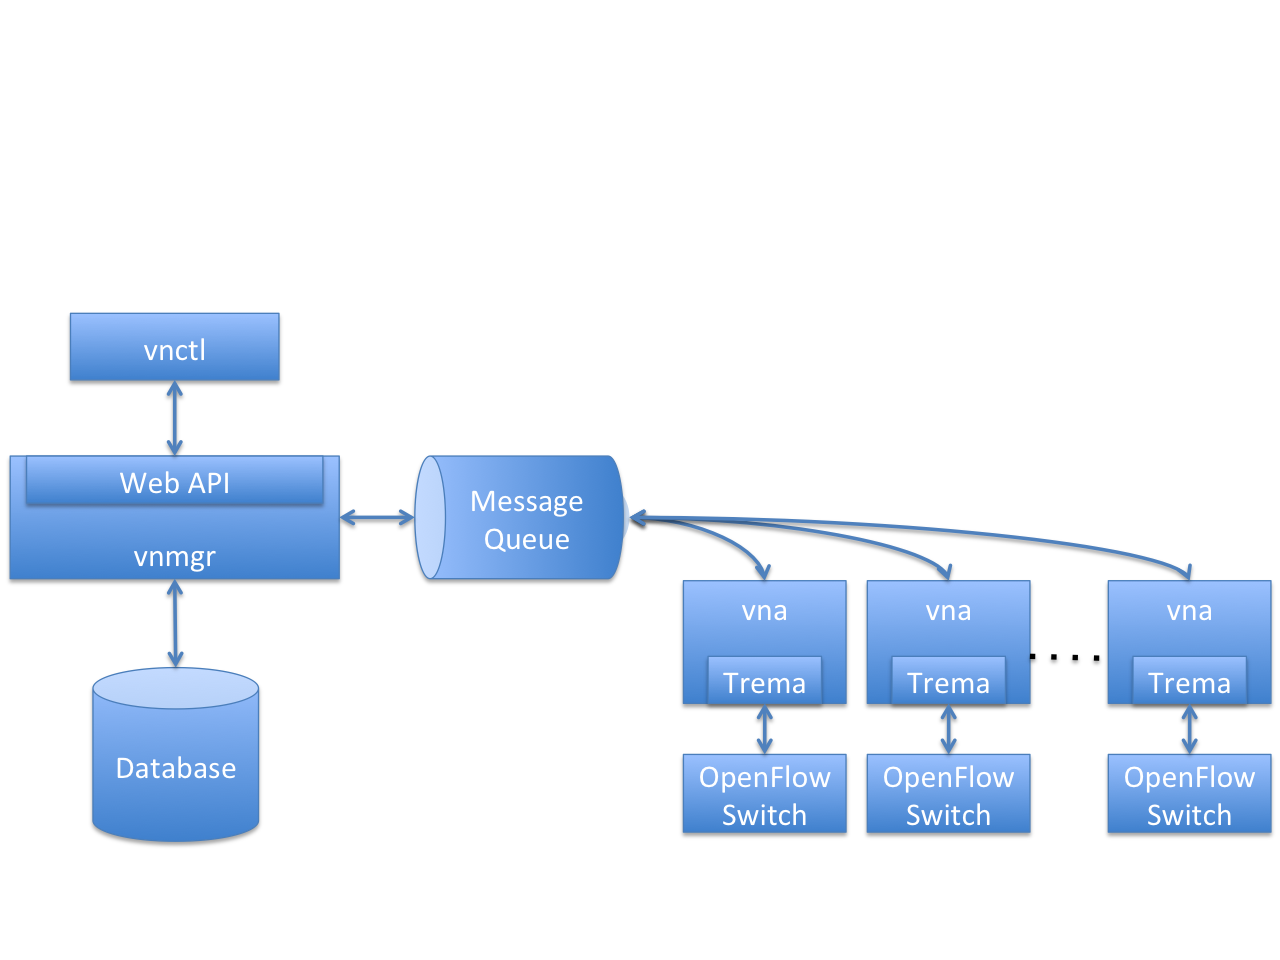 vnctl
Web API
vnmgr
Database
Message
Queue
vna
Trema
OpenFlow
Switch
vna
Trema
OpenFlow
Switch
vna
Trema
OpenFlow
Switch